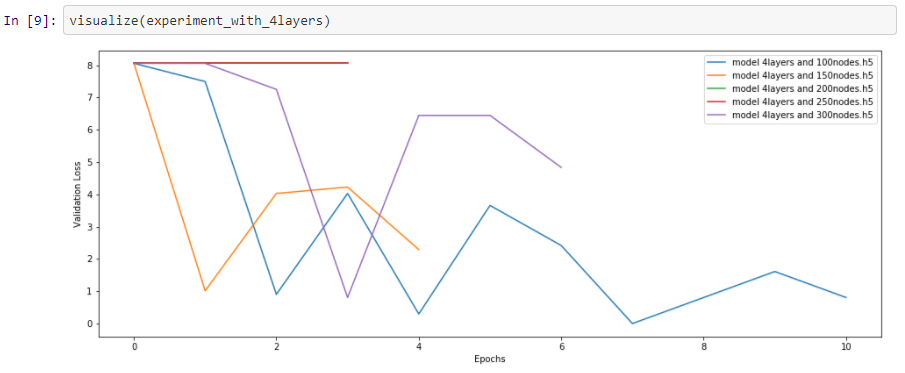 In [9]: visualize(experiment_with_4layers)
model 4layers and 100nodes.h5
model 4layers and 150nodes.h5
model 4layers and 200nodes.h5
model 4layers and 250nodes.h5
model 4layers and 300nodes.h5
8
7
6
5
4
3
2
1
0
Validation Loss
0 2 4 6 8 10
Epochs